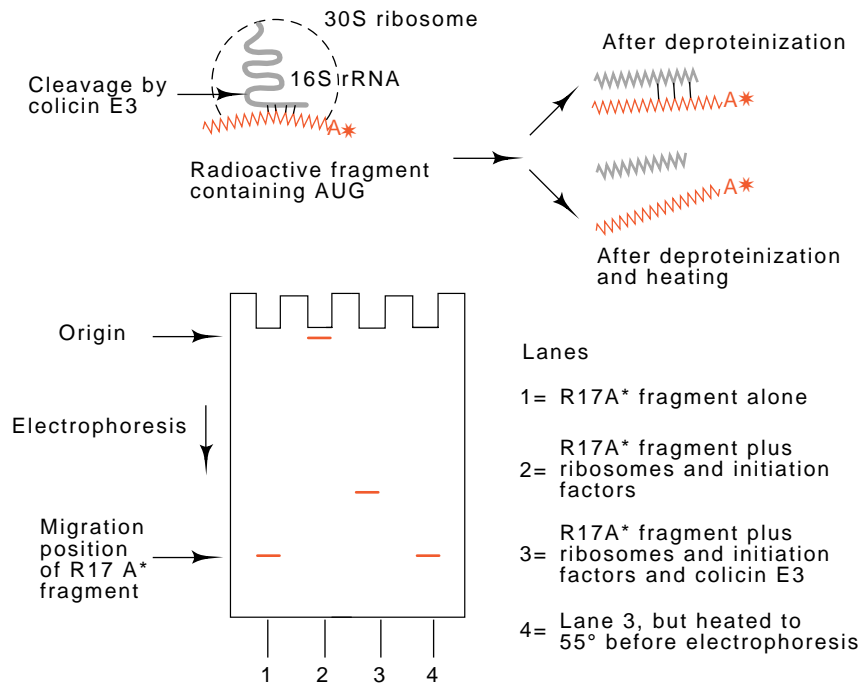 30S ribosome
16S rRNA
Cleavage by
colicin E3
A
Radioactive fragment
containing AUG
After deproteinization
A
A
After deproteinization
and heating
Origin
Electrophoresis
Migration
position
of R17 A*
fragment
1
2
3
4
Lanes
1= R17A* fragment alone
R17A* fragment plus
2= ribosomes and initiation
factors
R17A* fragment plus
3= ribosomes and initiation
factors and colicin E3
4= Lane 3, but heated to
55° before electrophoresis